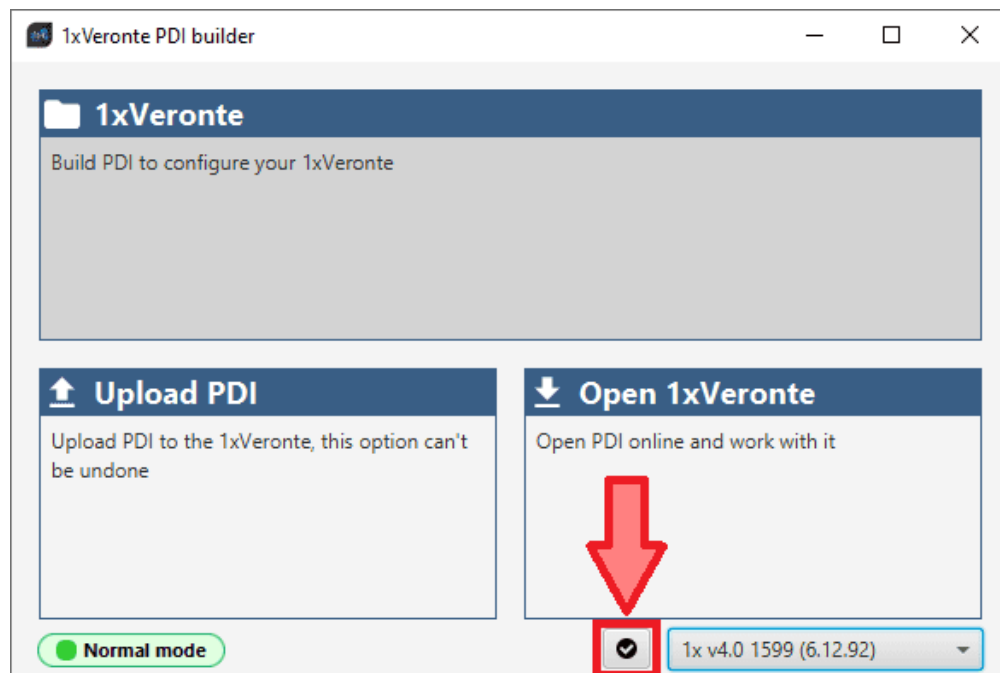 1xVeronte PDI builder
1xVeronte
Build PDI to configure your 1xVeronte
Upload PDI
Upload PDI to the 1xVeronte, this option can't
be undone
Open 1xVeronte
Open PDI online and work with it
Normal mode
1x v4.0 1599 (6.12.92)